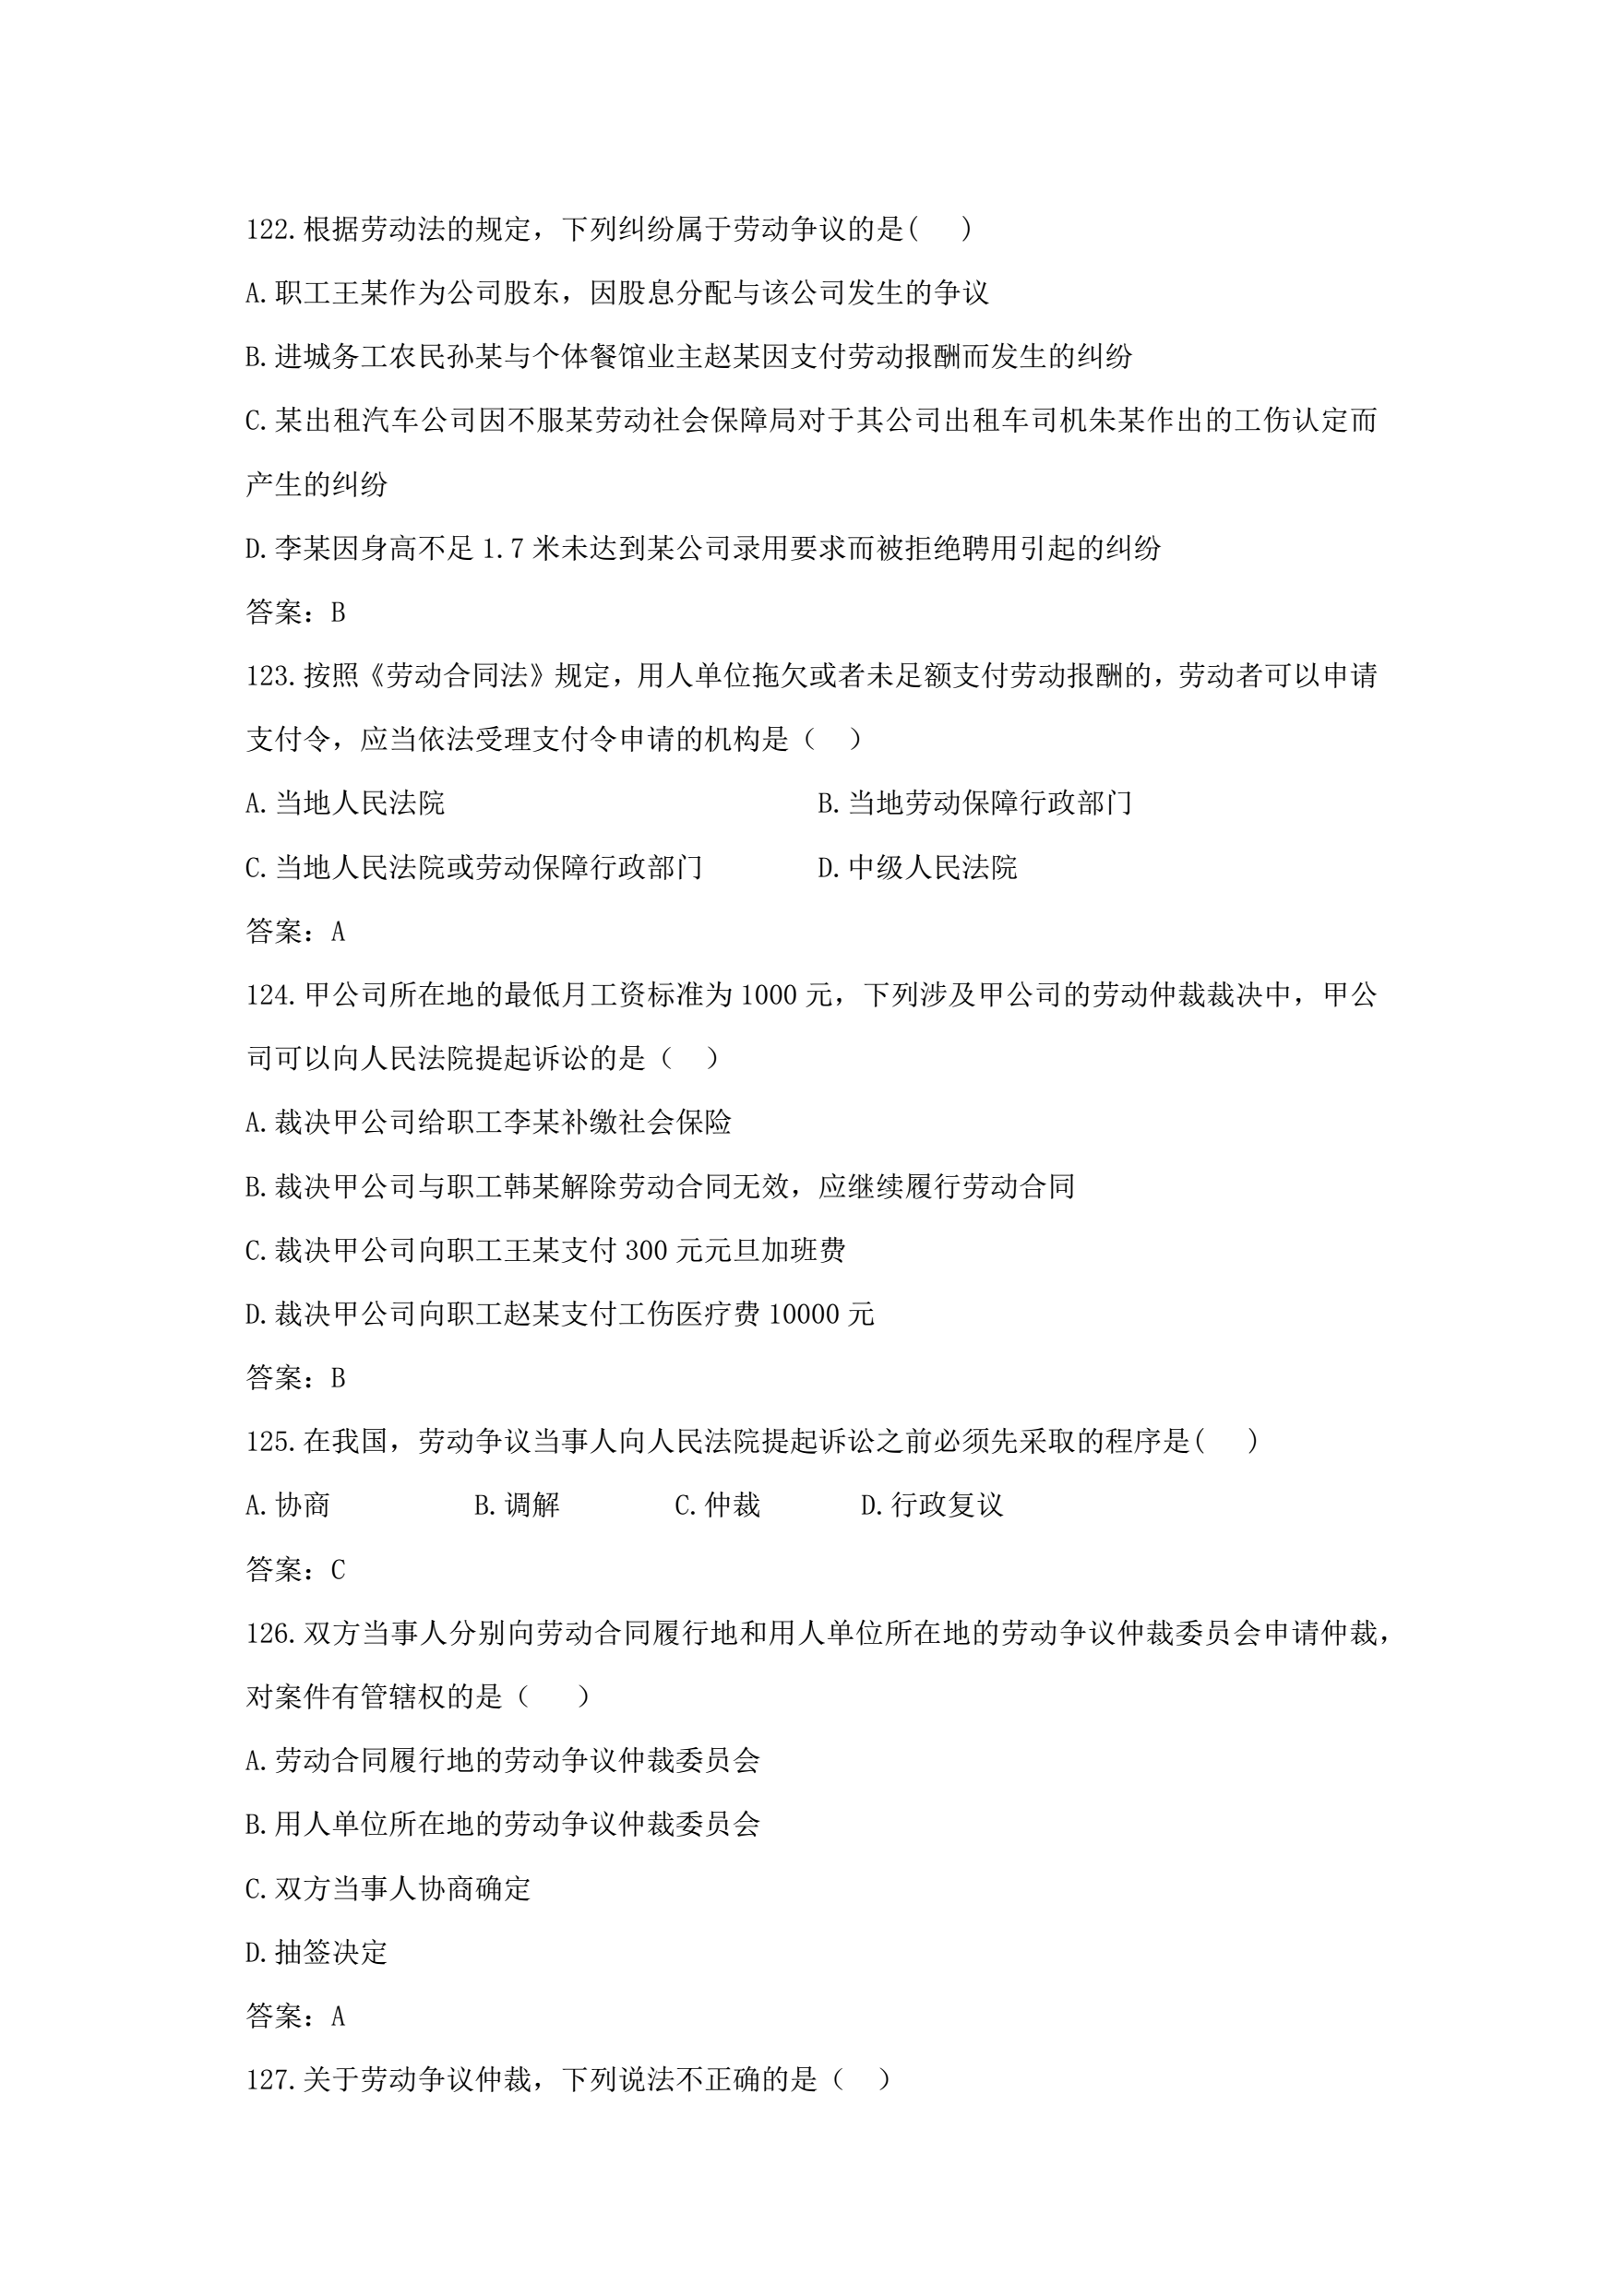 122.根据劳动法的规定，下列纠纷属于劳动争议的是(   )
A.职工王某作为公司股东，因股息分配与该公司发生的争议
B.进城务工农民孙某与个体餐馆业主赵某因支付劳动报酬而发生的纠纷
C.某出租汽车公司因不服某劳动社会保障局对于其公司出租车司机朱某作出的工伤认定而
产生的纠纷
D.李某因身高不足 1.7 米未达到某公司录用要求而被拒绝聘用引起的纠纷
答案：B
123.按照《劳动合同法》规定，用人单位拖欠或者未足额支付劳动报酬的，劳动者可以申请
支付令，应当依法受理支付令申请的机构是（  ）
A.当地人民法院                          B.当地劳动保障行政部门
C.当地人民法院或劳动保障行政部门        D.中级人民法院
答案：A
124.甲公司所在地的最低月工资标准为 1000 元，下列涉及甲公司的劳动仲裁裁决中，甲公
司可以向人民法院提起诉讼的是（  ）
A.裁决甲公司给职工李某补缴社会保险
B.裁决甲公司与职工韩某解除劳动合同无效，应继续履行劳动合同
C.裁决甲公司向职工王某支付 300 元元旦加班费
D.裁决甲公司向职工赵某支付工伤医疗费 10000 元
答案：B
125.在我国，劳动争议当事人向人民法院提起诉讼之前必须先采取的程序是(   )
A.协商          B.调解        C.仲裁       D.行政复议
答案：C
126.双方当事人分别向劳动合同履行地和用人单位所在地的劳动争议仲裁委员会申请仲裁，
对案件有管辖权的是（   ）
A.劳动合同履行地的劳动争议仲裁委员会
B.用人单位所在地的劳动争议仲裁委员会
C.双方当事人协商确定
D.抽签决定
答案：A
127.关于劳动争议仲裁，下列说法不正确的是（  ）